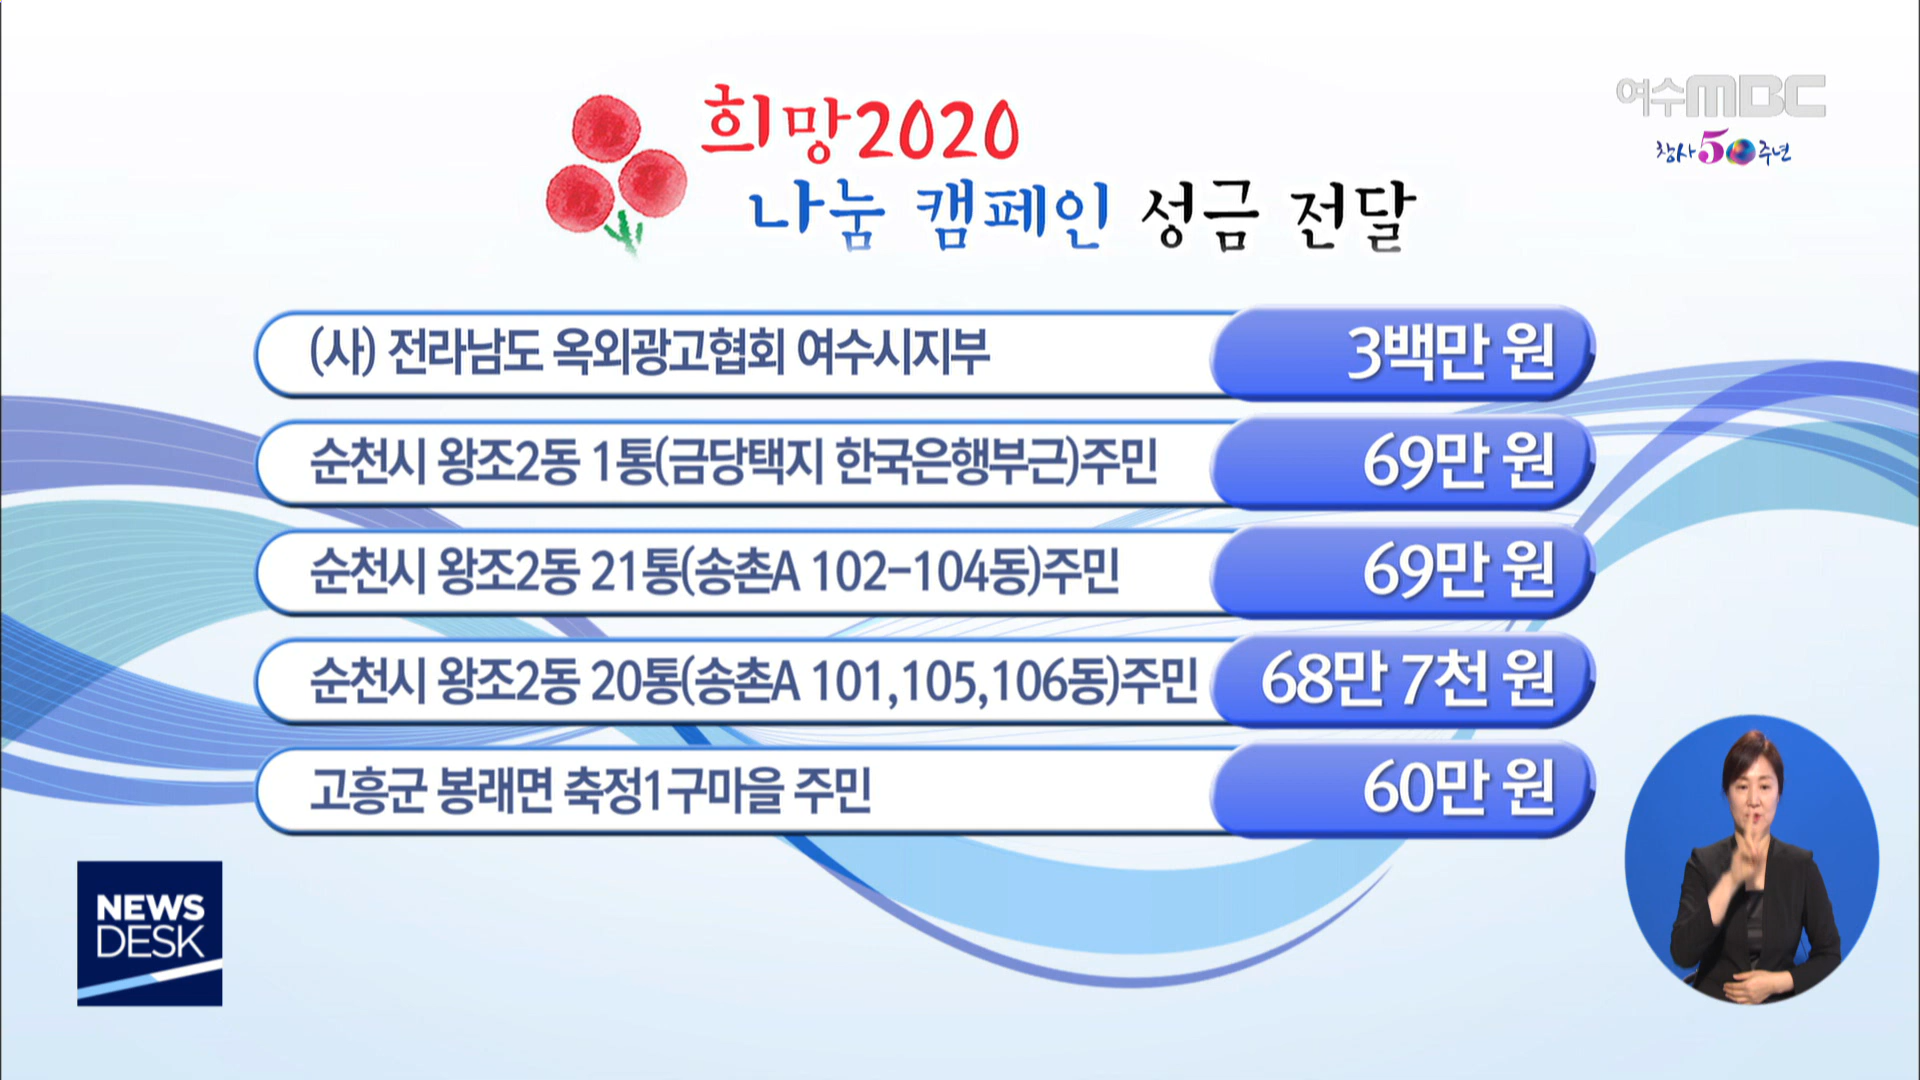 희망2020
나눔 캠페인 성금 전달
여수MBC
창사50주년
(사) 전라남도 옥외광고협회 여수시지부 3백만 원
순천시 왕조2동 1통(금당택지 한국은행부근)주민 69만 원
순천시 왕조2동 21통(송촌A 102-104동)주민 69만 원
순천시 왕조2동 20통(송촌A 101,105,106동)주민 68만 7천 원
고흥군 봉래면 축정1구마을 주민 60만 원
NEWS
DESK